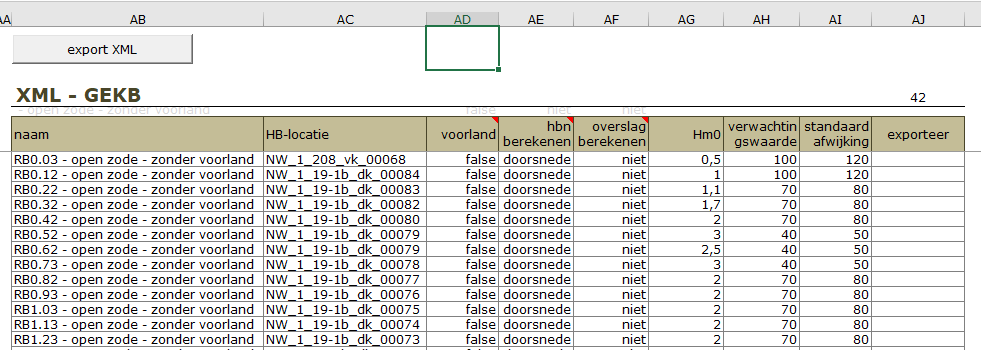 AA AB AC AD AE AF AG AH AI AJ
export XML
XML - GEKB 42
- open zode - zonder voorland false niet niet
naam HB-locatie voorland hbn berekenen overslag berekenen Hm0 verwachtin gswaarde standaard afwijking exporteer
RB0.03 - open zode - zonder voorland NW_1_208_vk_00068 false doorsnede niet 0,5 100 120
RB0.12 - open zode - zonder voorland NW_1_19-1b_dk_00084 false doorsnede niet 1 100 120
RB0.22 - open zode - zonder voorland NW_1_19-1b_dk_00083 false doorsnede niet 1,1 70 80
RB0.32 - open zode - zonder voorland NW_1_19-1b_dk_00082 false doorsnede niet 1,7 70 80
RB0.42 - open zode - zonder voorland NW_1_19-1b_dk_00080 false doorsnede niet 2 70 80
RB0.52 - open zode - zonder voorland NW_1_19-1b_dk_00079 false doorsnede niet 3 40 50
RB0.62 - open zode - zonder voorland NW_1_19-1b_dk_00079 false doorsnede niet 2,5 40 50
RB0.73 - open zode - zonder voorland NW_1_19-1b_dk_00078 false doorsnede niet 3 40 50
RB0.82 - open zode - zonder voorland NW_1_19-1b_dk_00077 false doorsnede niet 2 70 80
RB0.93 - open zode - zonder voorland NW_1_19-1b_dk_00076 false doorsnede niet 2 70 80
RB1.03 - open zode - zonder voorland NW_1_19-1b_dk_00075 false doorsnede niet 2 70 80
RB1.13 - open zode - zonder voorland NW_1_19-1b_dk_00074 false doorsnede niet 2 70 80
RB1.23 - open zode - zonder voorland NW_1_19-1b_dk_00073 false doorsnede niet 2 70 80